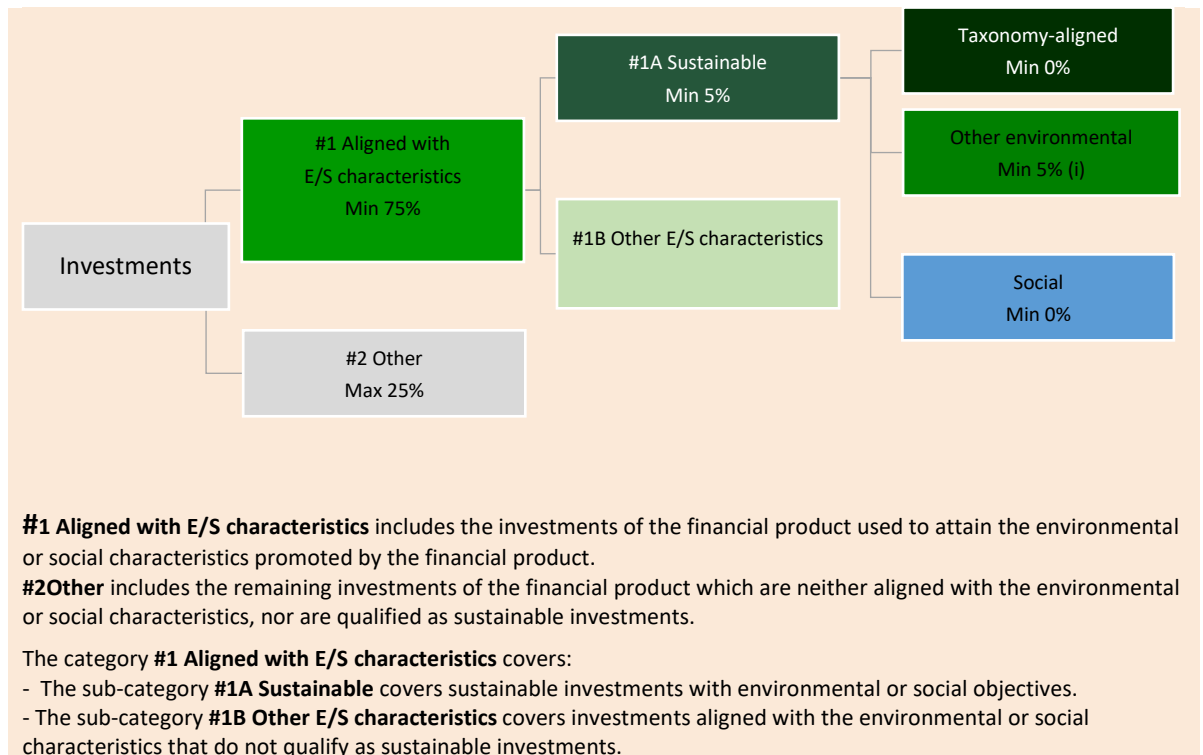 Investments
#1 Aligned with
E/S characteristics
Min 75%
#2 Other
Max 25%
#1A Sustainable
Min 5%
#1B Other E/S characteristics
Taxonomy-aligned
Min 0%
Other environmental
Min 5% (i)
Social
Min 0%
#1 Aligned with E/S characteristics includes the investments of the financial product used to attain the environmental
or social characteristics promoted by the financial product.
#2Other includes the remaining investments of the financial product which are neither aligned with the environmental
or social characteristics, nor are qualified as sustainable investments.
The category #1 Aligned with E/S characteristics covers:
- The sub-category #1A Sustainable covers sustainable investments with environmental or social objectives.
- The sub-category #1B Other E/S characteristics covers investments aligned with the environmental or social
characteristics that do not qualify as sustainable investments.